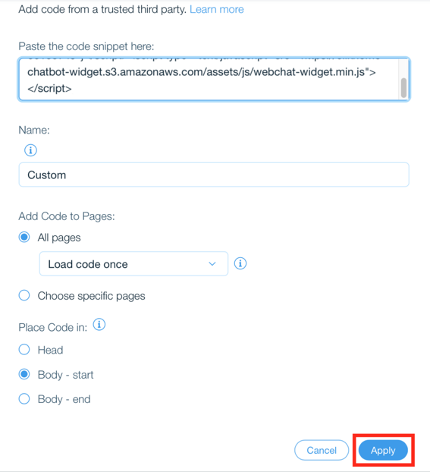 Add code from a trusted third party. Learn more
Paste the code snippet here:
chatbot-widget.s3.amazonaws.com/assets/js/webchat-widget.min.js">
</script>
Name:
Custom
Add Code to Pages:
All pages
Load code once
Choose specific pages
Place Code in:
Head
Body - start
Body - end
Cancel
Apply